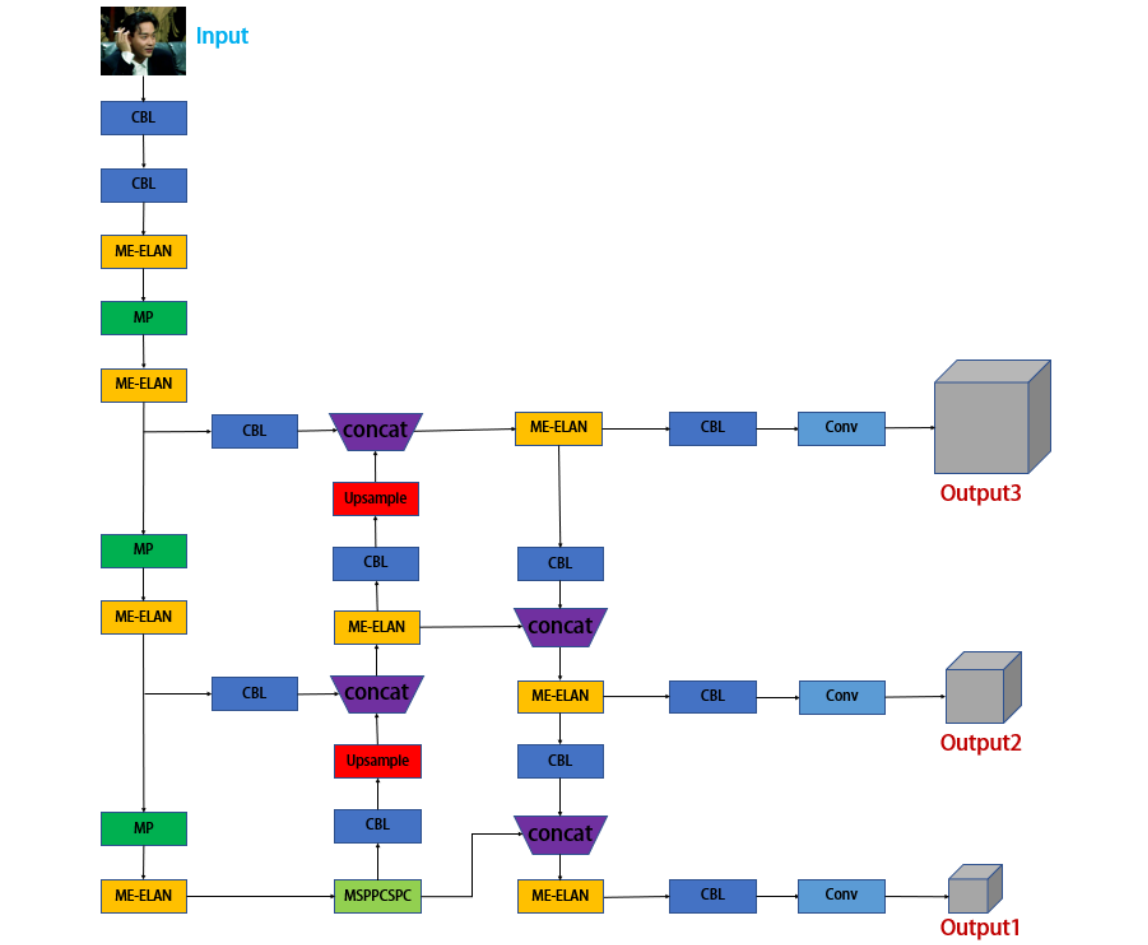 Input
CBL
CBL
ME-ELAN
MP
ME-ELAN
CBL
concat
ME-ELAN
CBL
Conv
Output3
Upsample
MP
CBL
CBL
ME-ELAN
ME-ELAN
concat
CBL
concat
ME-ELAN
CBL
Conv
Output2
Upsample
CBL
MP
CBL
concat
ME-ELAN
MSPPCSPC
ME-ELAN
CBL
Conv
Output1